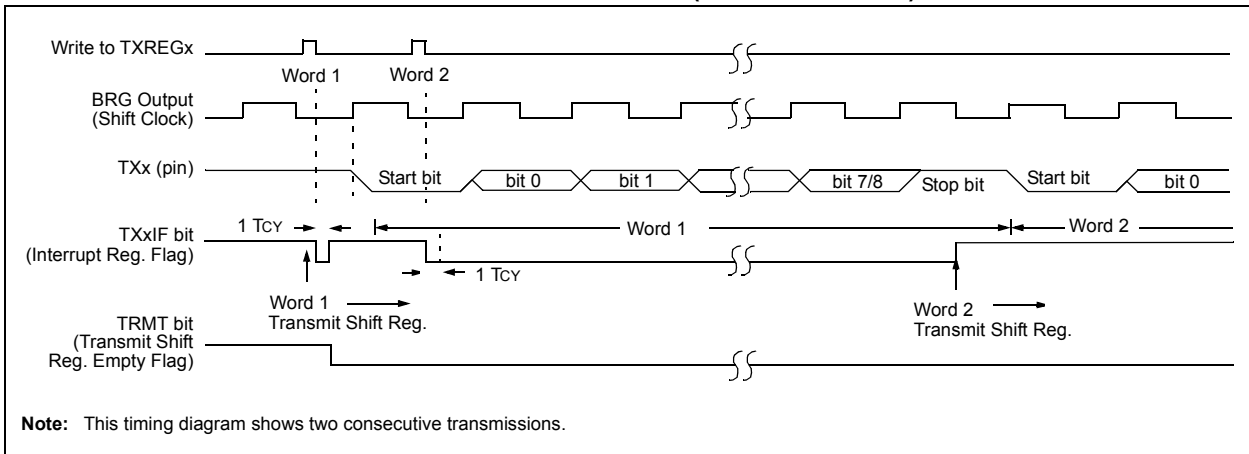 Write to TXREGx
Word 1
Word 2
BRG Output
(Shift Clock)
TXx (pin)
Start bit
bit 0
bit 1
bit 7/8
Stop bit
Start bit
bit 0
1 TCY
Word 1
Word 2
TXxIF bit
(Interrupt Reg. Flag)
1 TCY
Word 1
Transmit Shift Reg.
Word 2
Transmit Shift Reg.
TRMT bit
(Transmit Shift
Reg. Empty Flag)
Note: This timing diagram shows two consecutive transmissions.